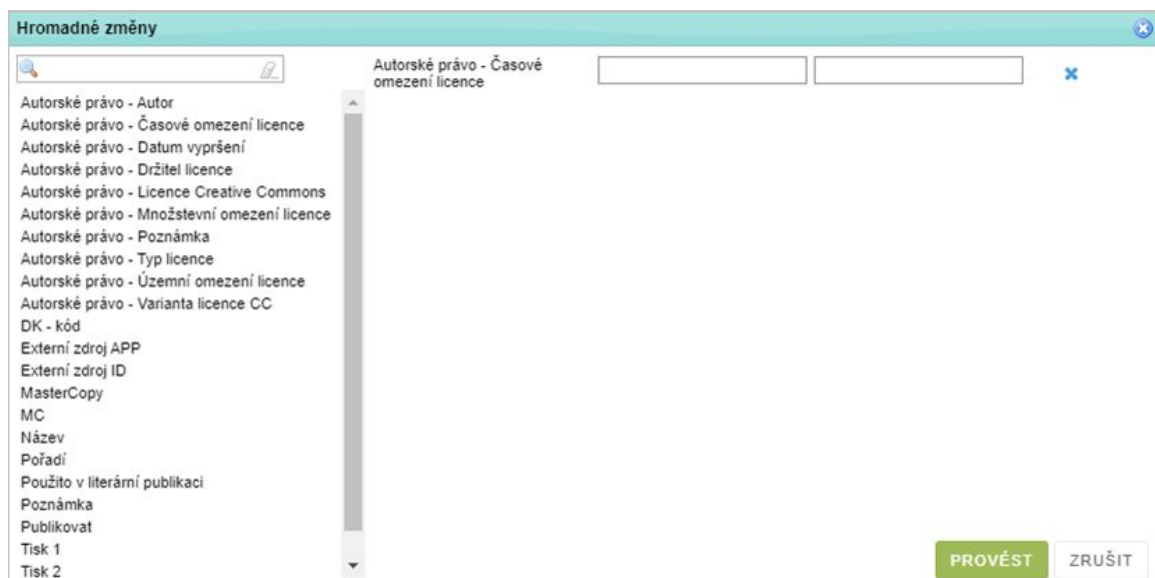 Hromadné změny
Autorské právo - Časové
omezení licence
Autorské právo - Autor
Autorské právo - Časové omezení licence
Autorské právo - Datum vypršení
Autorské právo - Držitel licence
Autorské právo - Licence Creative Commons
Autorské právo - Množstevní omezení licence
Autorské právo - Poznámka
Autorské právo - Typ licence
Autorské právo - Územní omezení licence
Autorské právo - Varianta licence CC
DK - kód
Externí zdroj APP
Externí zdroj ID
MasterCopy
MC
Název
Pořadí
Použito v literární publikaci
Poznámka
Publikovat
Tisk 1
Tisk 2
PROVÉST
ZRUŠIT